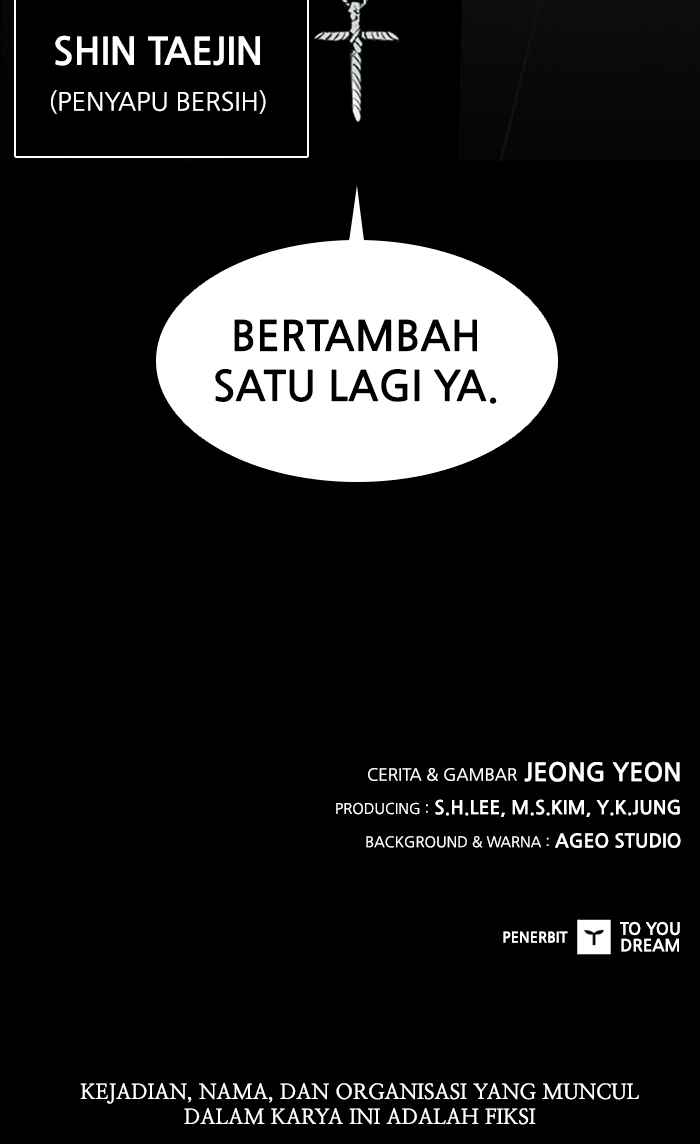 SHIN TAEJIN
(PENYAPU BERSIH)
BERTAMBAH
SATU LAGI YA.
CERITA & GAMBAR JEONG YEON
PRODUCING : S.H.LEE, M.S.KIM, Y.K.JUNG
BACKGROUND & WARNA : AGEO STUDIO
PENERBIT TO YOU
DREAM
KEJADIAN, NAMA, DAN ORGANISASI YANG MUNCUL
DALAM KARYA INI ADALAH FIKSI